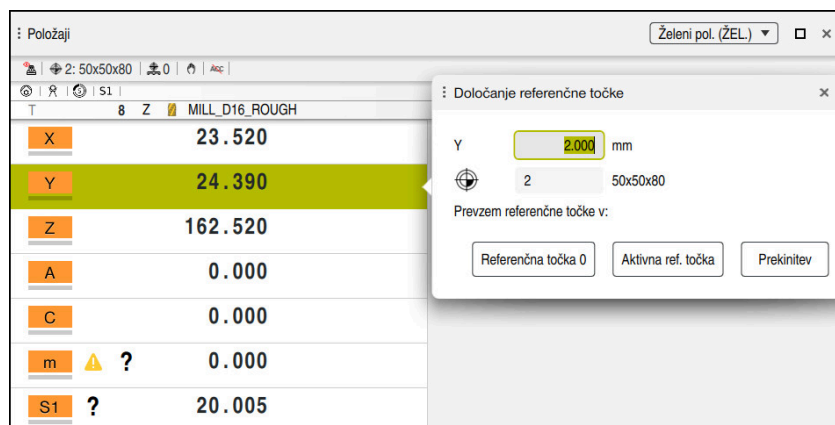 Položaji
Želeni pol. (ŽEL.)
2: 50x50x80 0
S1
T 8 Z MILL_D16_ROUGH
X 23.520
Y 24.390
Z 162.520
A 0.000
C 0.000
m ? 0.000
S1 ? 20.005
Določanje referenčne točke
Y 2.000 mm
2 50x50x80
Prevzem referenčne točke v:
Referenčna točka 0 Aktivna ref. točka Prekinitev